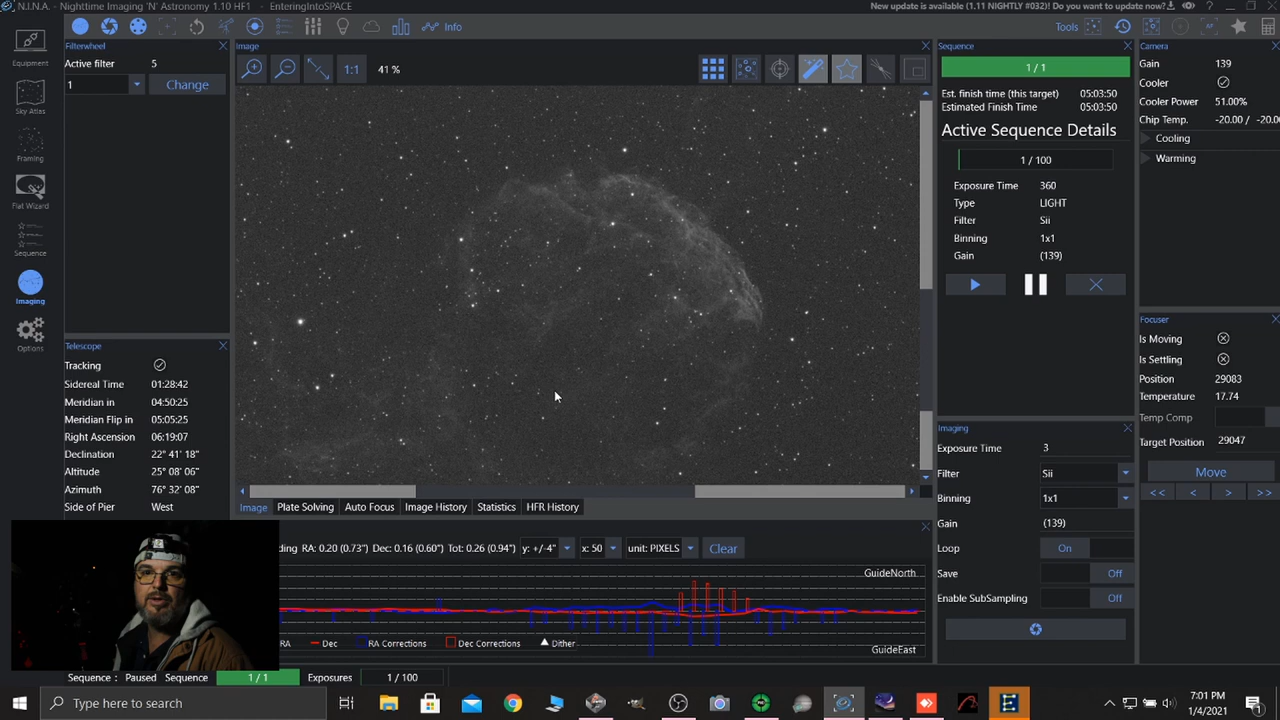 N.I.N.A. - Nighttime Imaging 'N' Astronomy 1.10 HF1 - EnteringIntoSPACE
New update is available (1.11 NIGHTLY #032)! Do you want to update now?
Info
Tools
Equipment
Sky Atlas
Framing
Flat Wizard
Sequence
Imaging
Options
Filterwheel
Active filter 5
1
Change
Telescope
Tracking
Sidereal Time 01:28:42
Meridian in 04:50:25
Meridian Flip in 05:05:25
Right Ascension 06:19:07
Declination 22° 41' 18"
Altitude 25° 08' 06"
Azimuth 76° 32' 08"
Side of Pier West
Image
1:1
41 %
Image
Plate Solving
Auto Focus
Image History
Statistics
HFR History
RA: 0.20 (0.73") Dec: 0.16 (0.60") Tot: 0.26 (0.94")
y: +/-4"
x: 50
unit: PIXELS
Clear
GuideNorth
GuideEast
RA
Dec
RA Corrections
Dec Corrections
Dither
Sequence
1 / 1
Est. finish time (this target) 05:03:50
Estimated Finish Time 05:03:50
Active Sequence Details
1 / 100
Exposure Time 360
Type LIGHT
Filter Sii
Binning 1x1
Gain (139)
Imaging
Exposure Time 3
Filter Sii
Binning 1x1
Gain (139)
Loop On
Save Off
Enable SubSampling Off
Camera
Gain 139
Cooler
Cooler Power 51.00%
Chip Temp. -20.00 / -20.0
Cooling
Warming
Focuser
Is Moving
Is Settling
Position 29083
Temperature 17.74
Temp Comp
Target Position 29047
Move
<< < > >>
Sequence : Paused Sequence 1 / 1 Exposures 1 / 100
Type here to search
7:01 PM
1/4/2021